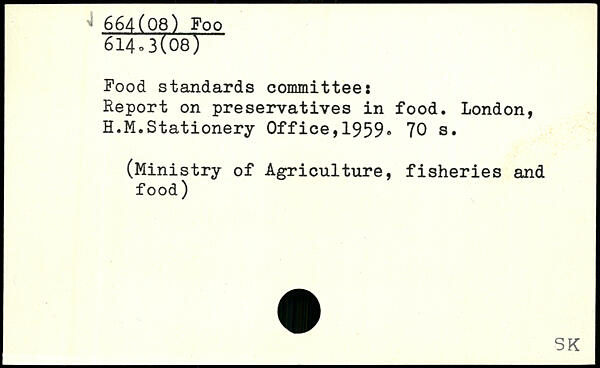 664(08) Foo
614.3(08)
Food standards committee:
Report on preservatives in food. London,
H.M.Stationery Office,1959. 70 s.
(Ministry of Agriculture, fisheries and
food)
SK